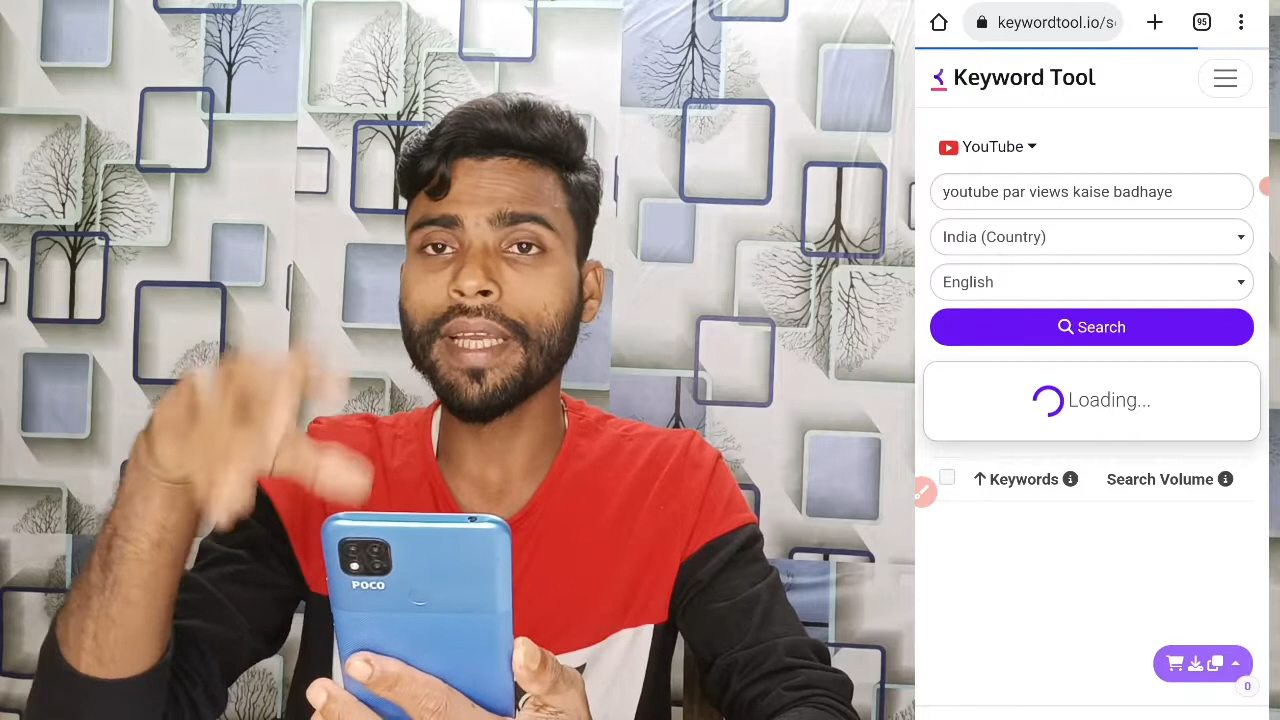 POCO
keywordtool.io/s
95
Keyword Tool
YouTube
youtube par views kaise badhaye
India (Country)
English
Search
Loading...
Keywords
Search Volume
0